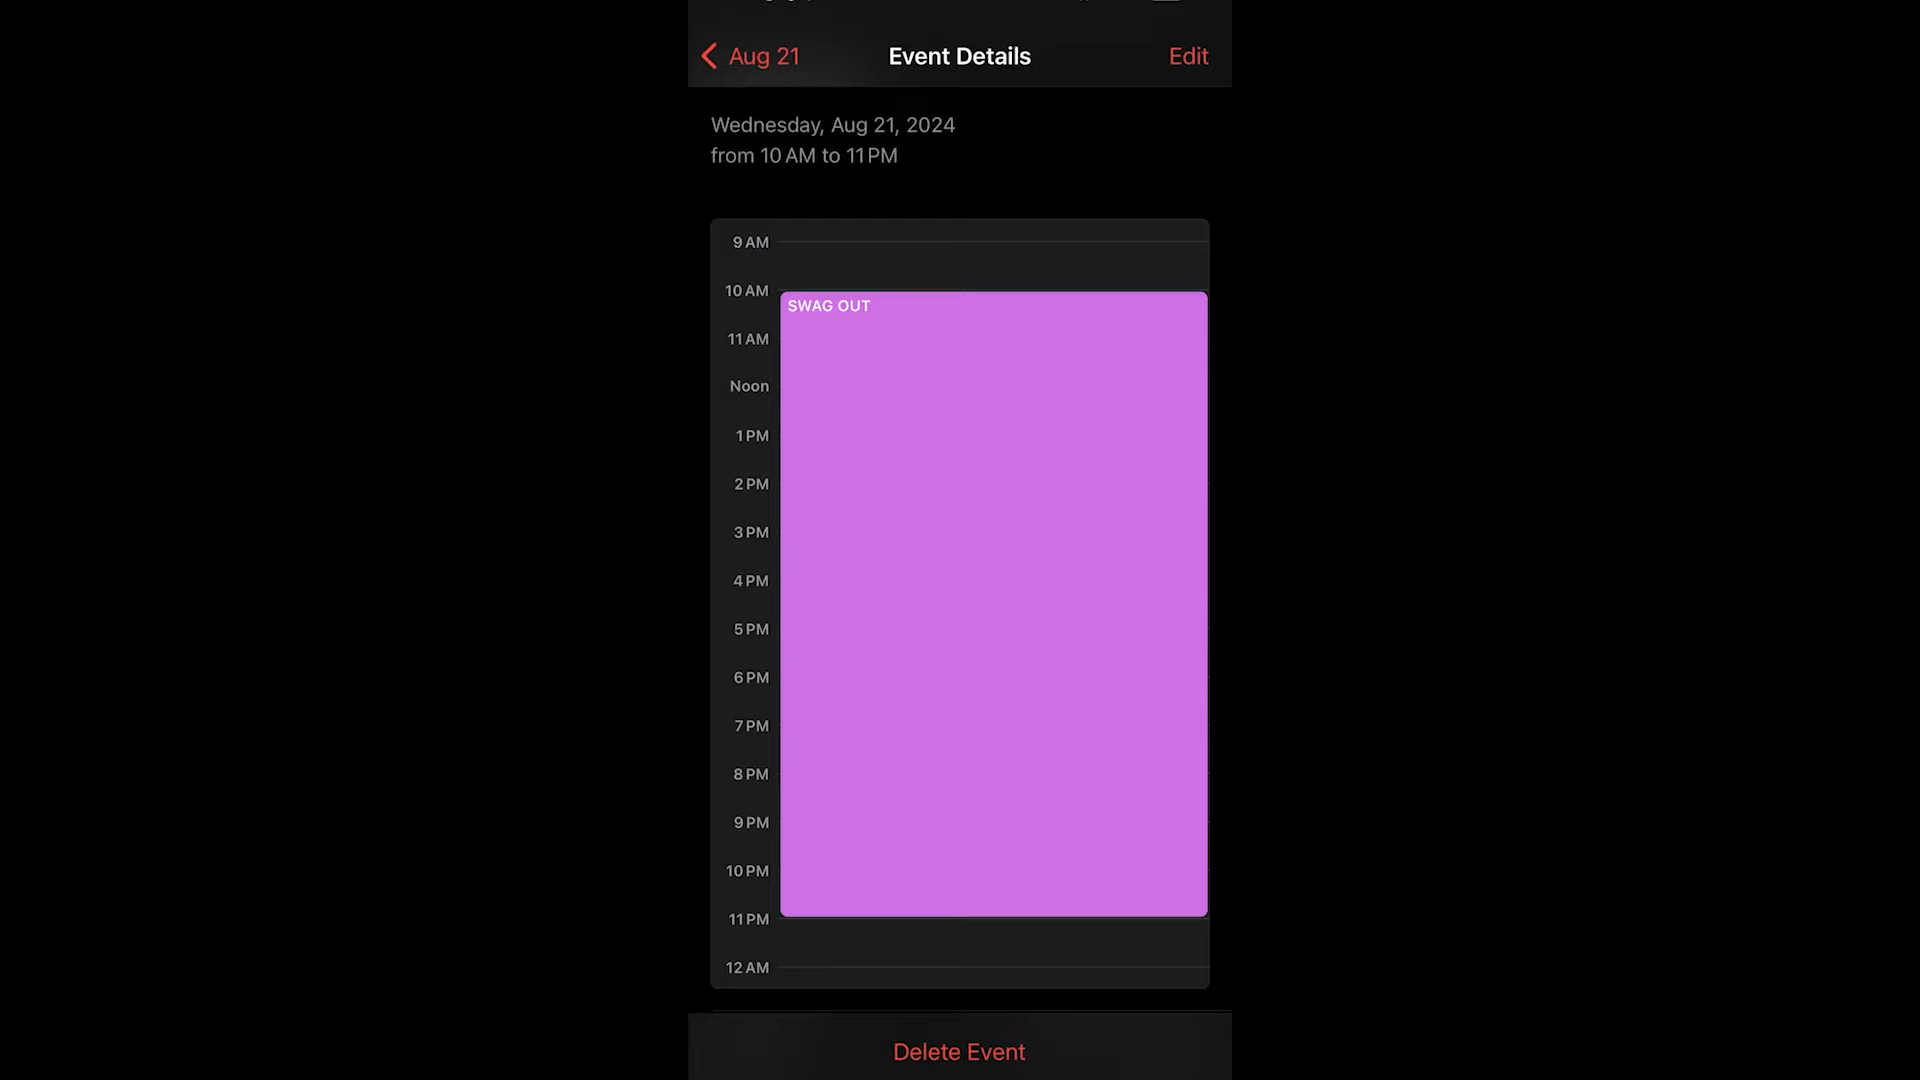 Aug 21
Event Details
Edit
Wednesday, Aug 21, 2024
from 10 AM to 11 PM
9 AM
10 AM
SWAG OUT
11 AM
Noon
1 PM
2 PM
3 PM
4 PM
5 PM
6 PM
7 PM
8 PM
9 PM
10 PM
11 PM
12 AM
Delete Event